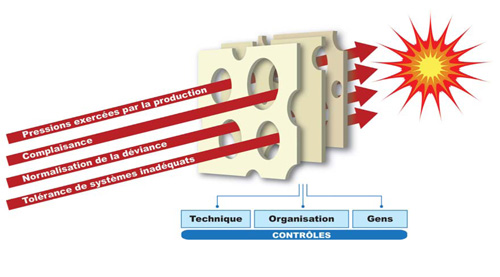 Pressions exercées par la production
Complaisance
Normalisation de la déviance
Tolérance de systèmes inadéquats
Technique
Organisation
Gens
CONTRÔLES